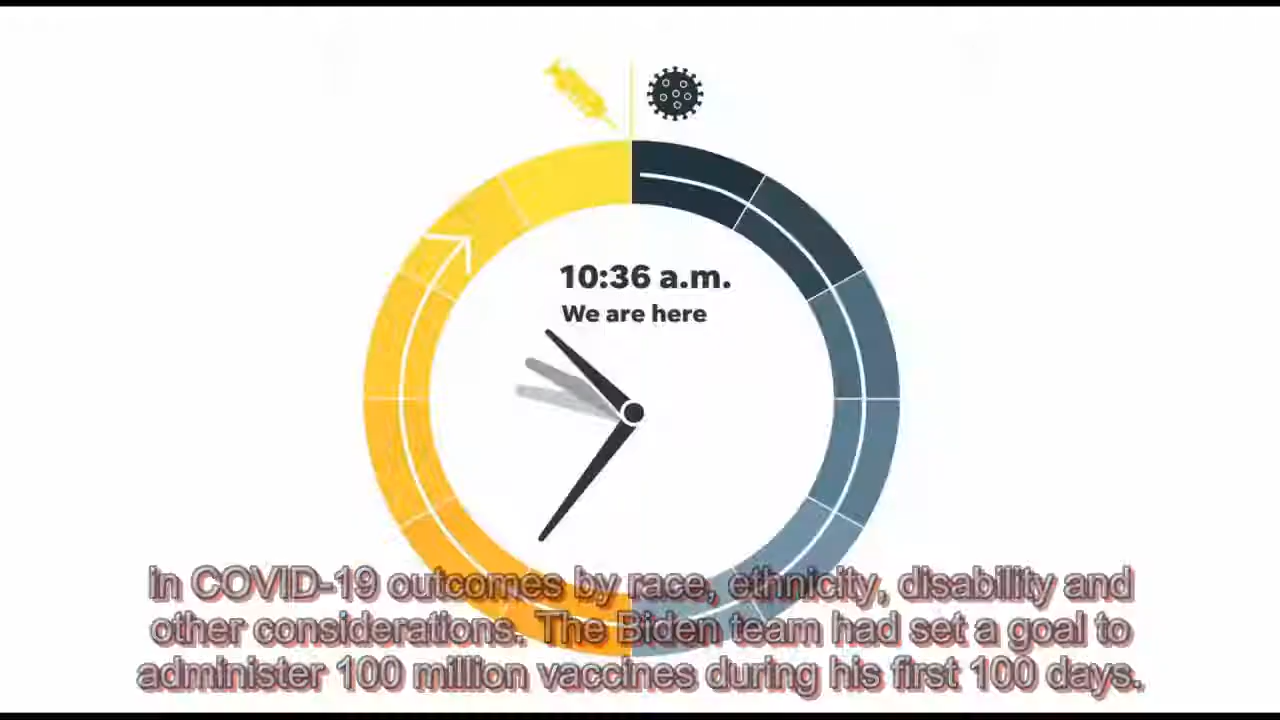 10:36 a.m.
We are here
In COVID-19 outcomes by race, ethnicity, disability and
other considerations. The Biden team had set a goal to
administer 100 million vaccines during his first 100 days.